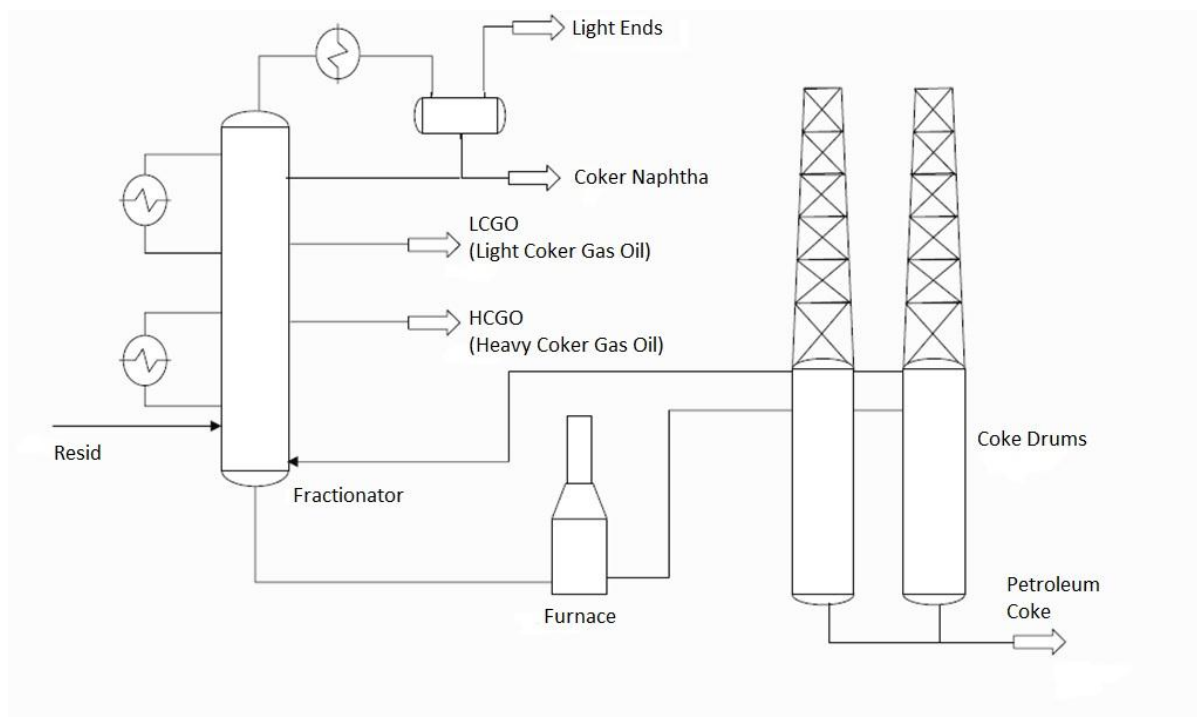 Light Ends
Coker Naphtha
LCGO
(Light Coker Gas Oil)
HCGO
(Heavy Coker Gas Oil)
Resid
Fractionator
Coke Drums
Furnace
Petroleum
Coke